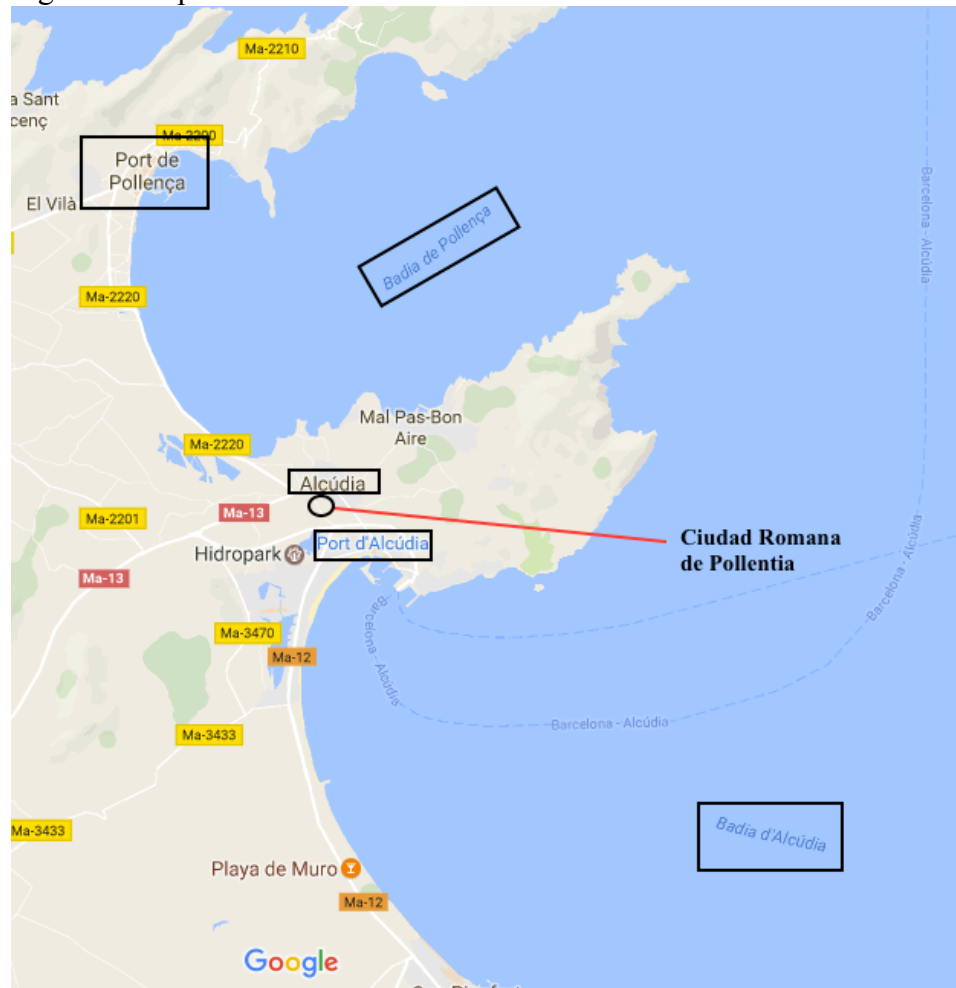 Ma-2210
a Sant
cenç
Ma-2200
Port de
Pollença
El Vilà
Badia de Pollença
Barcelona - Alcúdia
Ma-2220
Mal Pas-Bon
Aire
Ma-2220
Alcúdia
Ma-2201
Ma-13
Port d'Alcúdia
Hidropark
Ciudad Romana
de Pollentia
Ma-13
Barcelona - Alcúdia
Barcelona - Alcúdia
Ma-3470
Ma-12
Barcelona - Alcúdia
Ma-3433
Badia d'Alcúdia
Ma-3433
Playa de Muro
Ma-12
Google